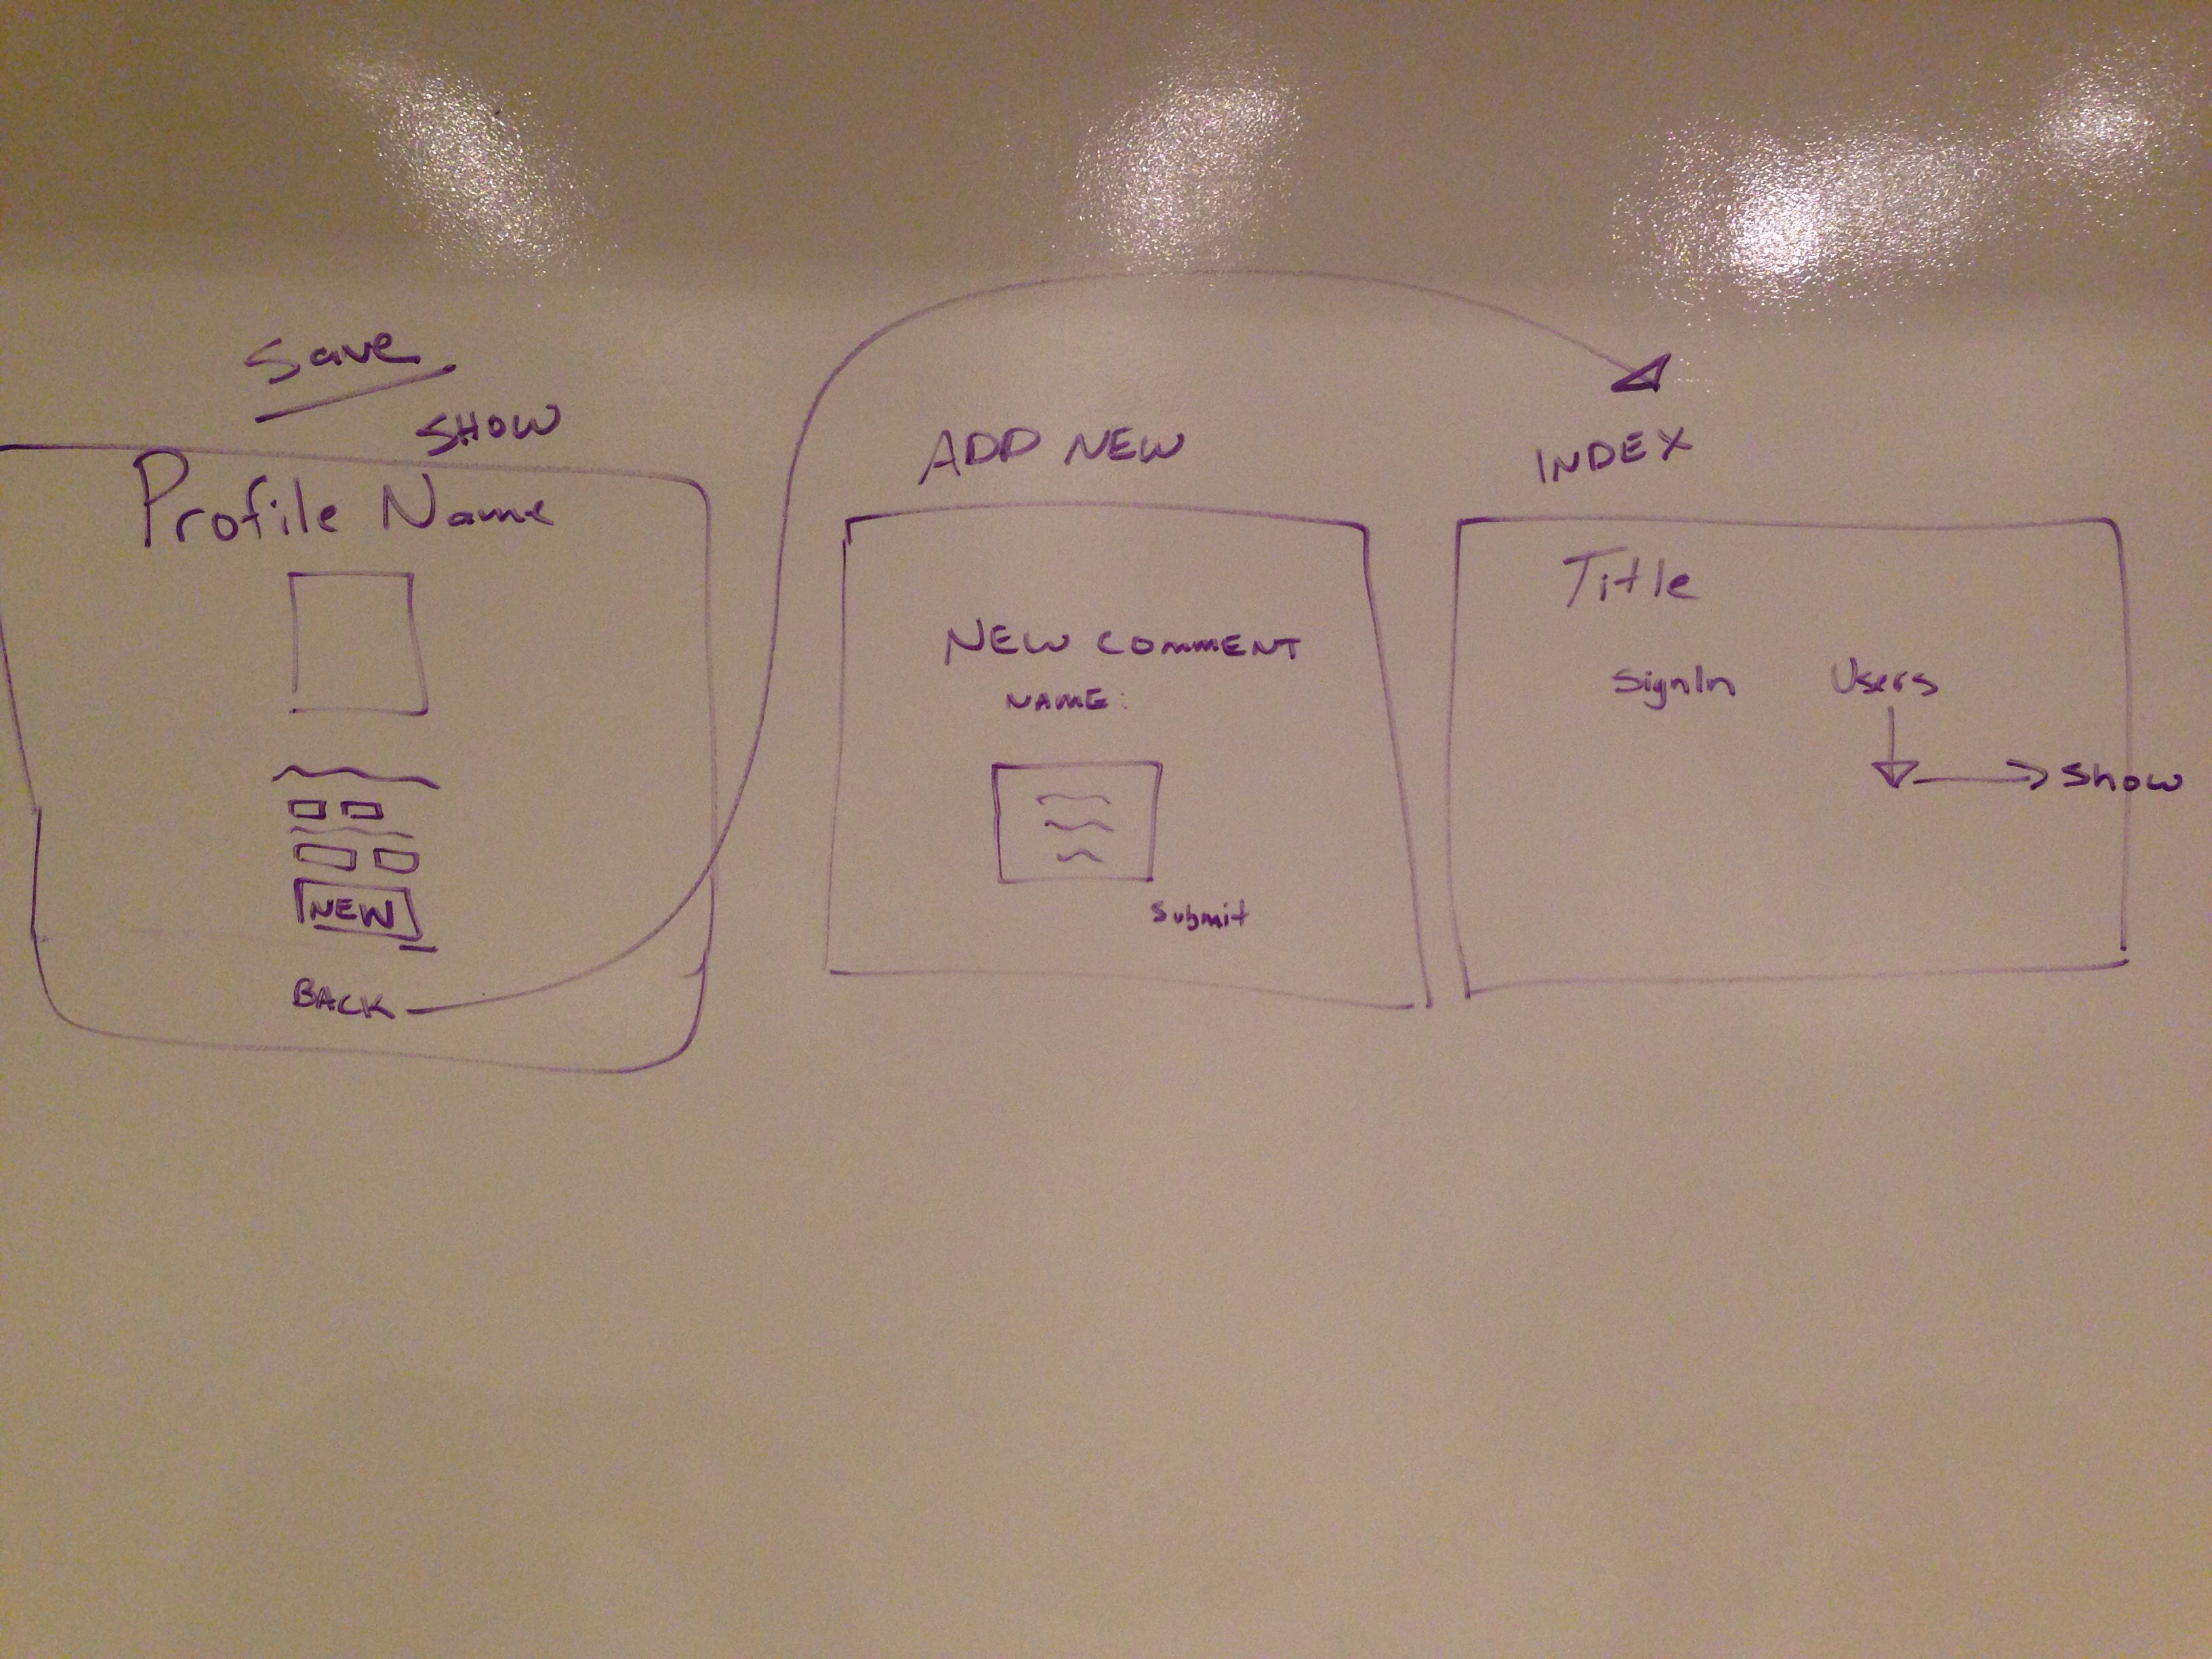 Save
SHOW
Profile Name
NEW
BACK
ADD NEW
NEW COMMENT
NAME:
Submit
INDEX
Title
SignIn Users
Show